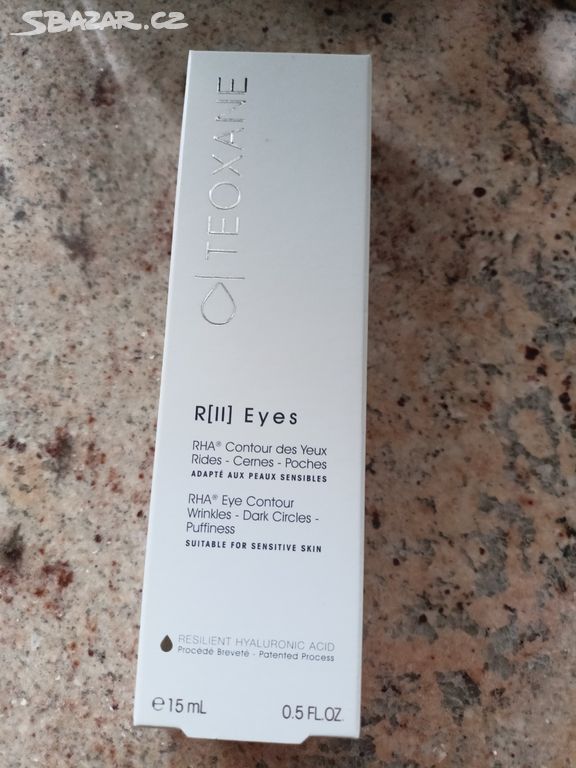 SBAZAR.CZ
TEOXANE
R[II] Eyes
RHA® Contour des Yeux
Rides - Cernes - Poches
ADAPTÉ AUX PEAUX SENSIBLES
RHA® Eye Contour
Wrinkles - Dark Circles -
Puffiness
SUITABLE FOR SENSITIVE SKIN
RESILIENT HYALURONIC ACID
Procédé Breveté - Patented Process
℮ 15 mL 0.5 FL.OZ.